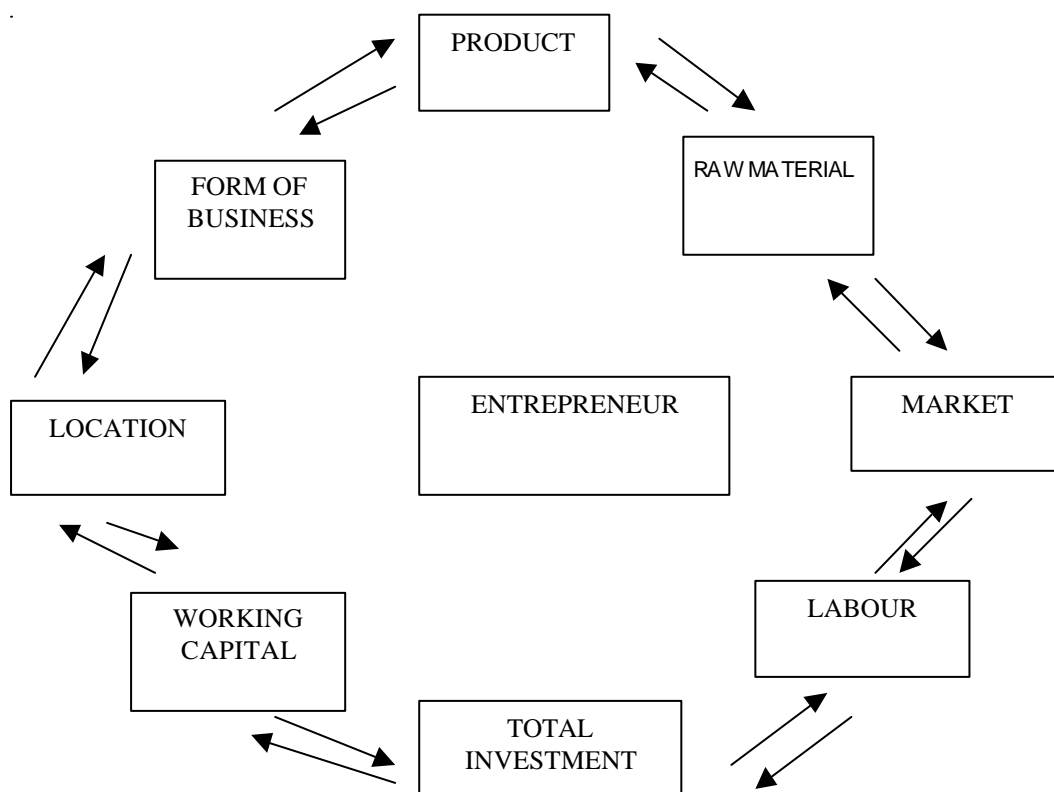 PRODUCT
RAW MATERIAL
FORM OF
BUSINESS
ENTREPRENEUR
MARKET
LOCATION
LABOUR
WORKING
CAPITAL
TOTAL
INVESTMENT